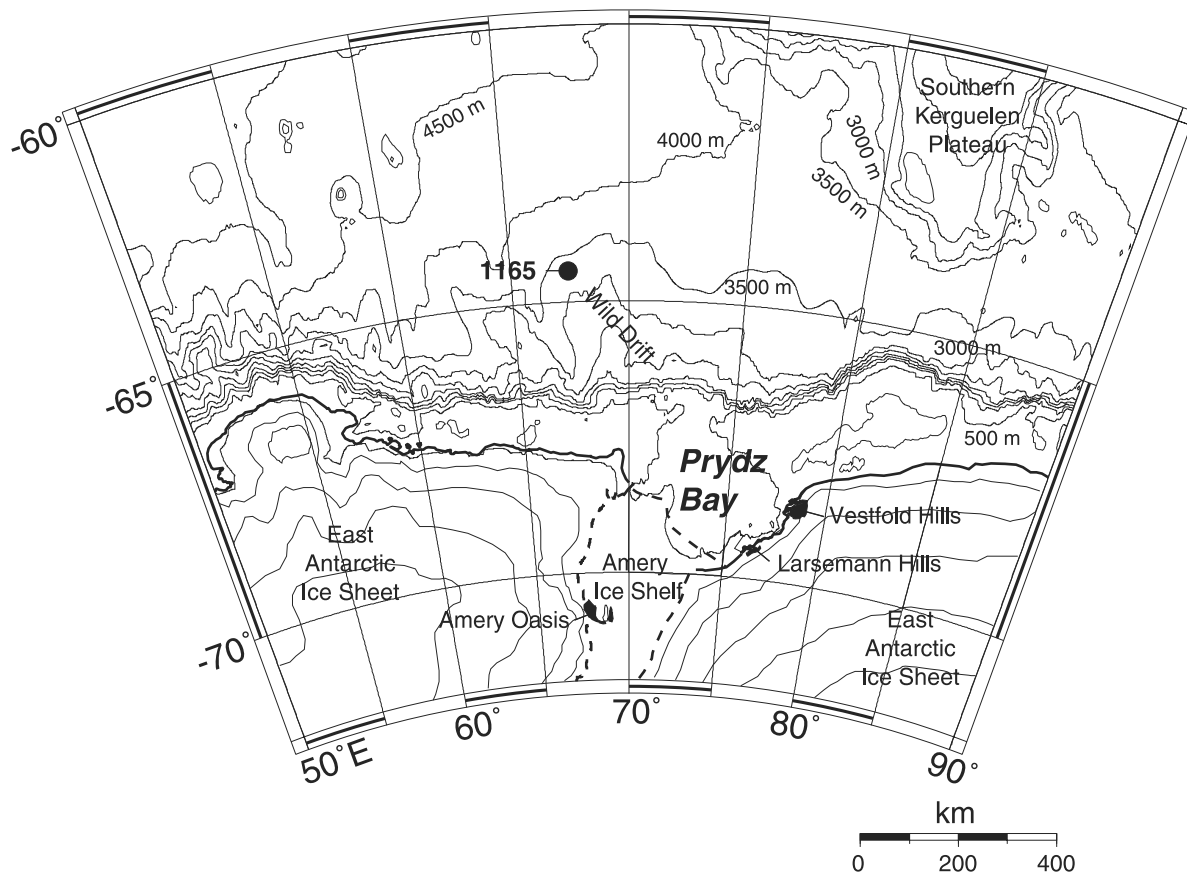 -60
4500 m
4000 m
3000 m
3500 m
Southern
Kerguelen
Plateau
1165
Wild Drift
3500 m
3000 m
-65
500 m
Prydz
Bay
Vestfold Hills
Larsemann Hills
East
Antarctic
Ice Sheet
Amery
Ice Shelf
Amery Oasis
East
Antarctic
Ice Sheet
-70
50°E
60°
70°
80°
90°
km
0 200 400